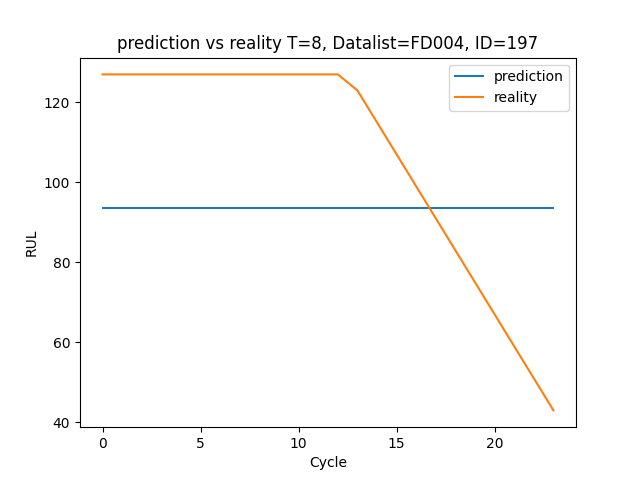 prediction vs reality T=8, Datalist=FD004, ID=197
prediction
reality
120
100
80
60
40
RUL
0 5 10 15 20
Cycle